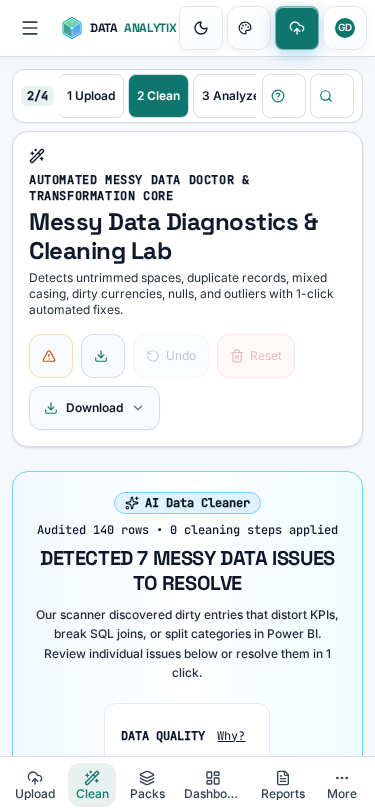 DATA ANALYTIX
GD
2/4
1 Upload
2 Clean
3 Analyze
AUTOMATED MESSY DATA DOCTOR &
TRANSFORMATION CORE
Messy Data Diagnostics &
Cleaning Lab
Detects untrimmed spaces, duplicate records, mixed
casing, dirty currencies, nulls, and outliers with 1-click
automated fixes.
Undo
Reset
Download
AI Data Cleaner
Audited 140 rows • 0 cleaning steps applied
DETECTED 7 MESSY DATA ISSUES
TO RESOLVE
Our scanner discovered dirty entries that distort KPIs,
break SQL joins, or split categories in Power BI.
Review individual issues below or resolve them in 1
click.
DATA QUALITY Why?
Upload
Clean
Packs
Dashbo...
Reports
More